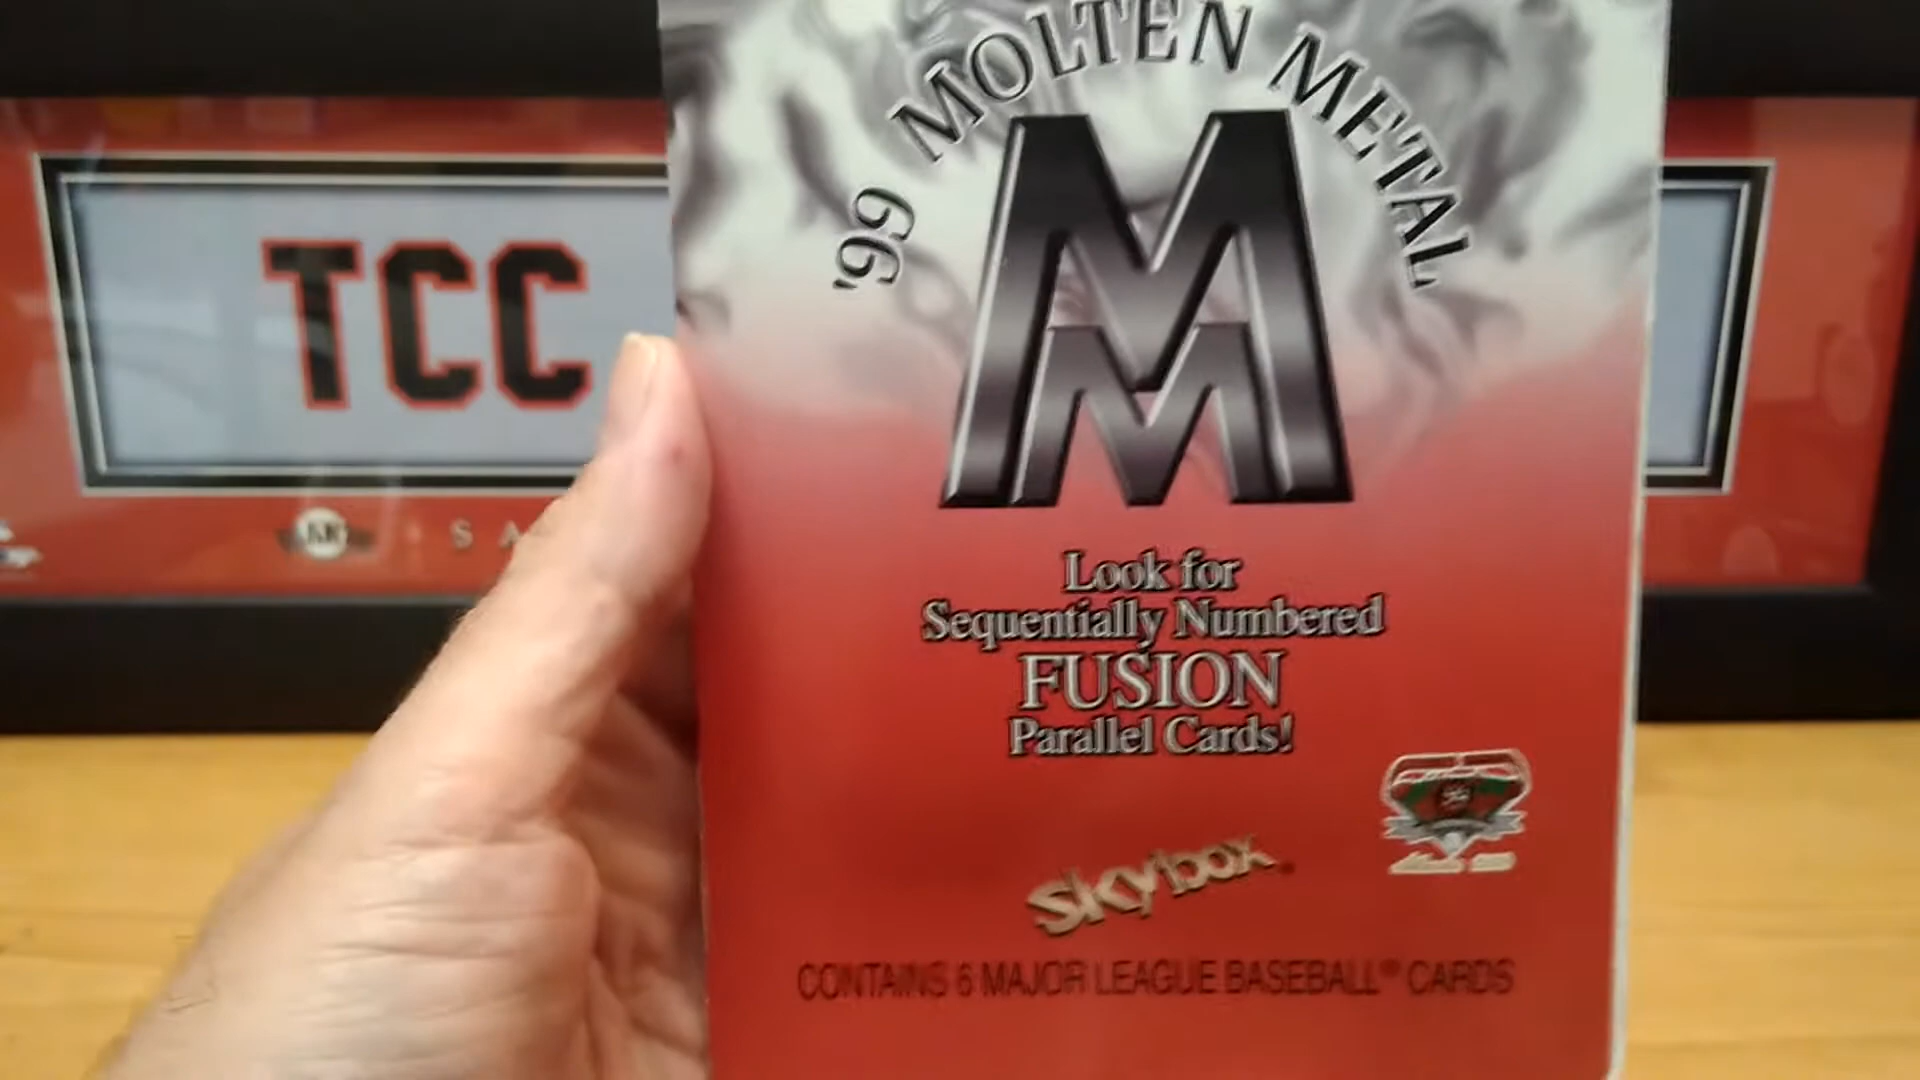 '99 MOLTEN METAL
M
M
TCC
Look for
Sequentially Numbered
FUSION
Parallel Cards!
Skybox
CONTAINS 6 MAJOR LEAGUE BASEBALL® CARDS
S A